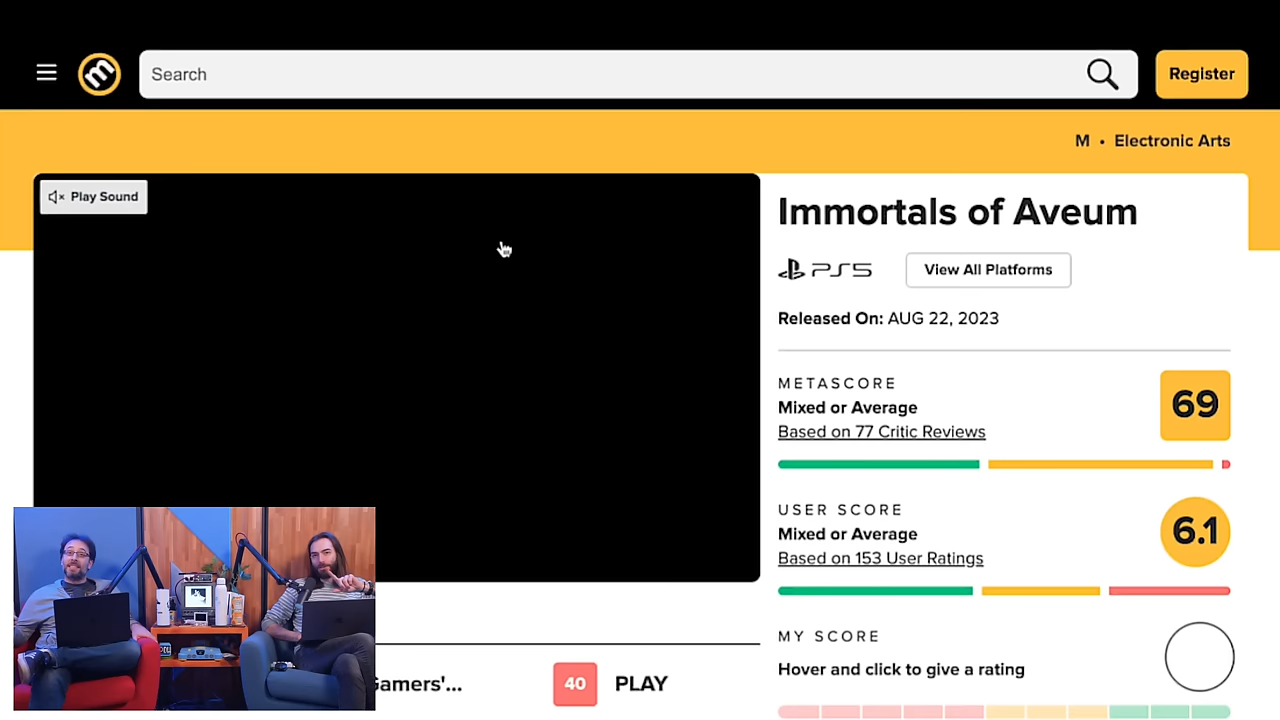 Search
Register
M • Electronic Arts
Play Sound
Immortals of Aveum
PS5
View All Platforms
Released On: AUG 22, 2023
METASCORE
Mixed or Average
Based on 77 Critic Reviews
69
USER SCORE
Mixed or Average
Based on 153 User Ratings
6.1
MY SCORE
Hover and click to give a rating
Gamers'...
40
PLAY